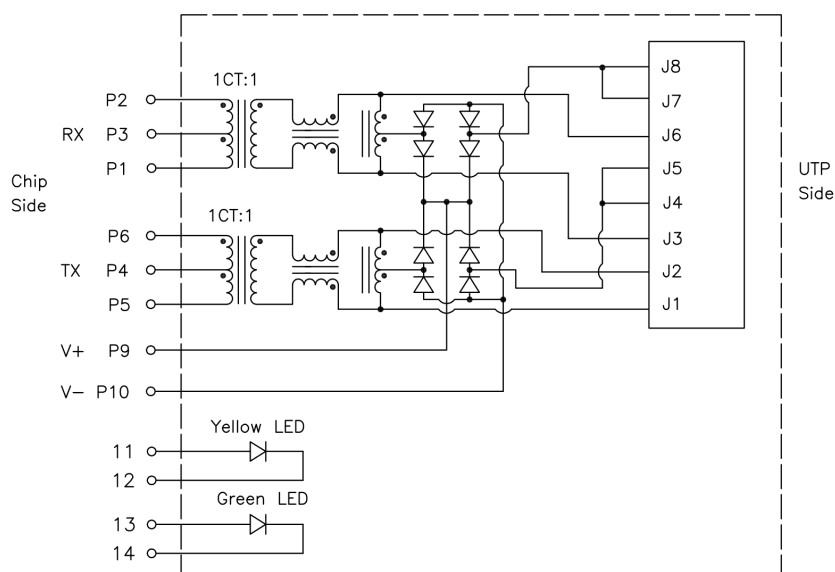 1CT:1
P2
RX P3
P1
Chip
Side
1CT:1
P6
TX P4
P5
V+ P9
V- P10
Yellow LED
11
12
Green LED
13
14
J8
J7
J6
J5
J4
J3
J2
J1
UTP
Side